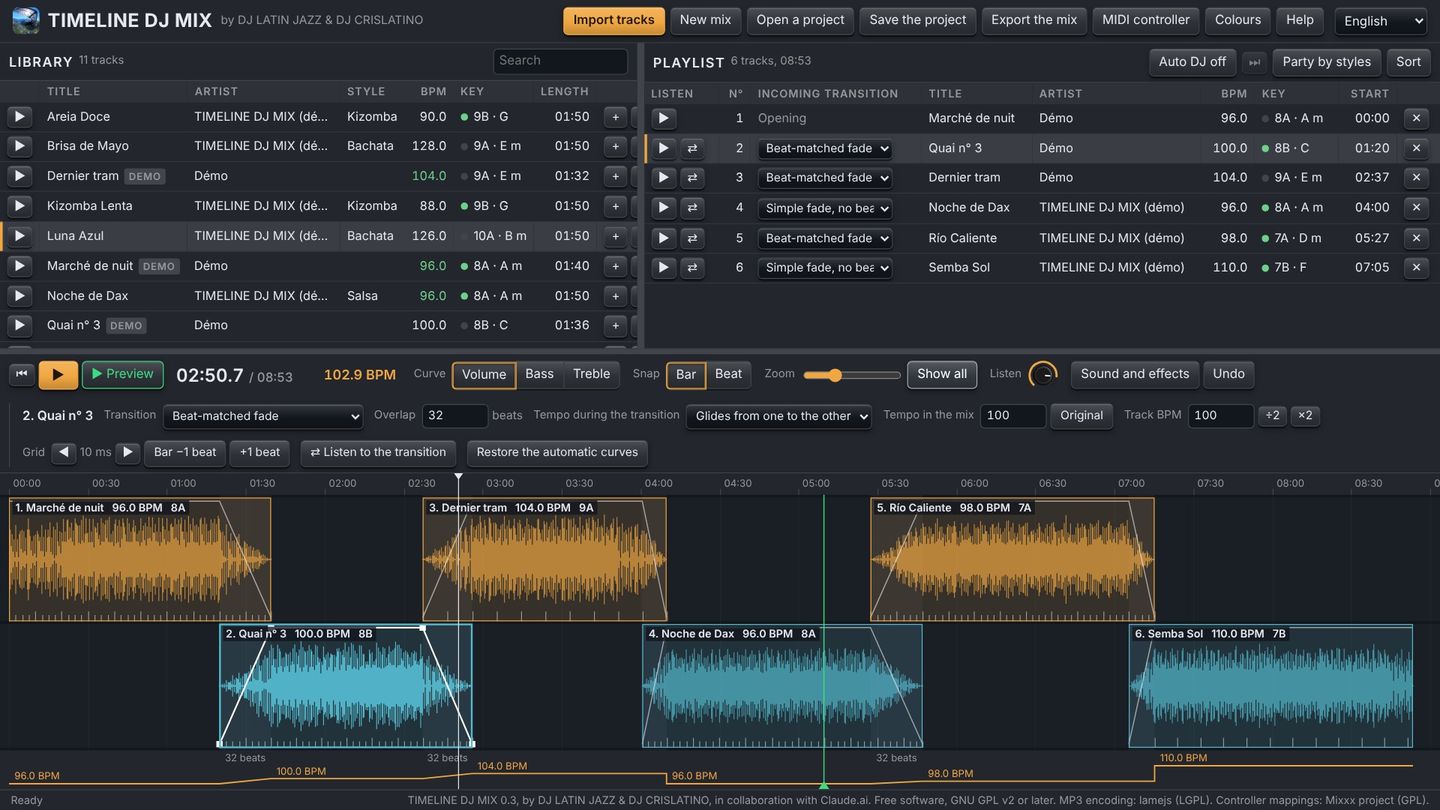 TIMELINE DJ MIX by DJ LATIN JAZZ & DJ CRISLATINO
Import tracks New mix Open a project Save the project Export the mix MIDI controller Colours Help English
LIBRARY 11 tracks
Search
TITLE ARTIST STYLE BPM KEY LENGTH
Areia Doce TIMELINE DJ MIX (dé... Kizomba 90.0 9B · G 01:50 +
Brisa de Mayo TIMELINE DJ MIX (dé... Bachata 128.0 9A · E m 01:50 +
Dernier tram DEMO Démo 104.0 9A · E m 01:32 +
Kizomba Lenta TIMELINE DJ MIX (dé... Kizomba 88.0 9B · G 01:50 +
Luna Azul TIMELINE DJ MIX (dé... Bachata 126.0 10A · B m 01:50 +
Marché de nuit DEMO Démo 96.0 8A · A m 01:40 +
Noche de Dax TIMELINE DJ MIX (dé... Salsa 96.0 8A · A m 01:50 +
Quai n° 3 DEMO Démo 100.0 8B · C 01:36 +
PLAYLIST 6 tracks, 08:53
Auto DJ off Party by styles Sort
LISTEN N° INCOMING TRANSITION TITLE ARTIST BPM KEY START
1 Opening Marché de nuit Démo 96.0 8A · A m 00:00 ×
2 Beat-matched fade Quai n° 3 Démo 100.0 8B · C 01:20 ×
3 Beat-matched fade Dernier tram Démo 104.0 9A · E m 02:37 ×
4 Simple fade, no bea Noche de Dax TIMELINE DJ MIX (démo) 96.0 8A · A m 04:00 ×
5 Beat-matched fade Río Caliente TIMELINE DJ MIX (démo) 98.0 7A · D m 05:27 ×
6 Simple fade, no bea Semba Sol TIMELINE DJ MIX (démo) 110.0 7B · F 07:05 ×
Preview 02:50.7 / 08:53 102.9 BPM Curve Volume Bass Treble Snap Bar Beat Zoom Show all Listen Sound and effects Undo
2. Quai n° 3 Transition Beat-matched fade Overlap 32 beats Tempo during the transition Glides from one to the other Tempo in the mix 100 Original Track BPM 100 ÷2 ×2
Grid 10 ms Bar −1 beat +1 beat ⇄ Listen to the transition Restore the automatic curves
00:00 00:30 01:00 01:30 02:00 02:30 03:00 03:30 04:00 04:30 05:00 05:30 06:00 06:30 07:00 07:30 08:00 08:30
1. Marché de nuit 96.0 BPM 8A
3. Dernier tram 104.0 BPM 9A
5. Río Caliente 98.0 BPM 7A
2. Quai n° 3 100.0 BPM 8B
4. Noche de Dax 96.0 BPM 8A
6. Semba Sol 110.0 BPM 7B
32 beats 32 beats 32 beats
96.0 BPM 100.0 BPM 104.0 BPM 96.0 BPM 98.0 BPM 110.0 BPM
Ready
TIMELINE DJ MIX 0.3, by DJ LATIN JAZZ & DJ CRISLATINO, in collaboration with Claude.ai. Free software, GNU GPL v2 or later. MP3 encoding: lamejs (LGPL). Controller mappings: Mixxx project (GPL).